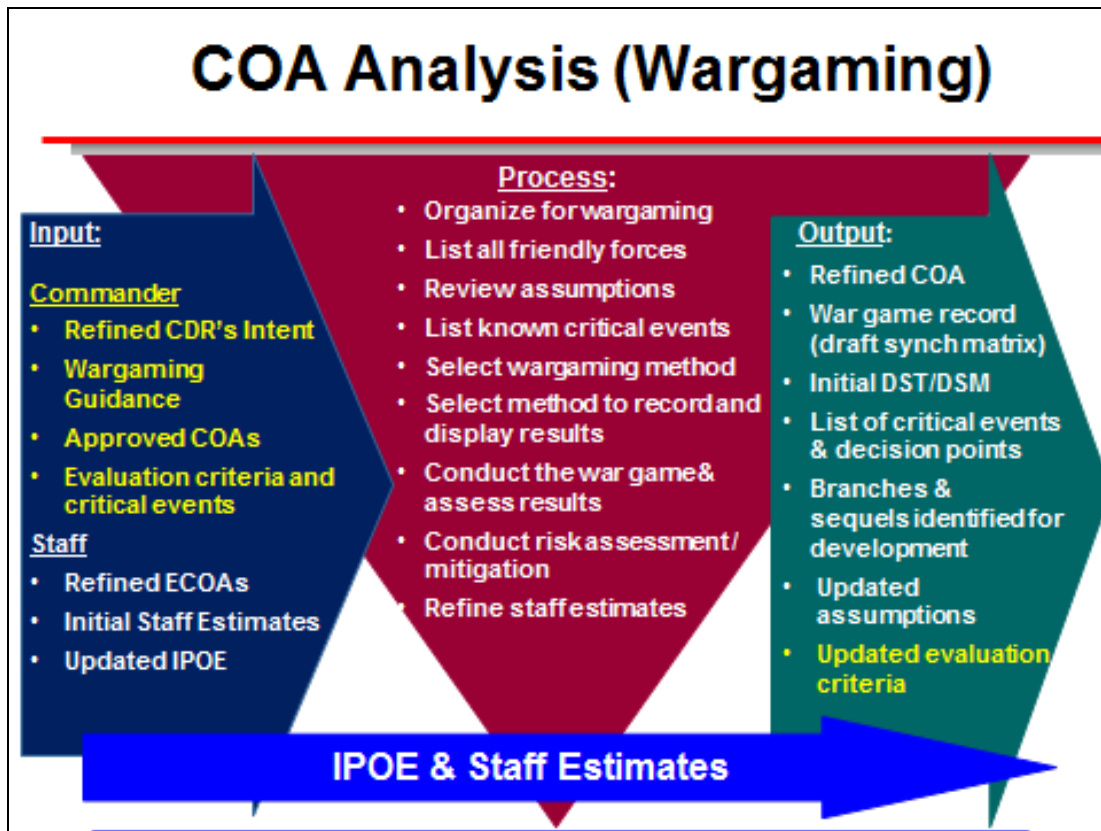 COA Analysis (Wargaming)
Input:
Commander
• Refined CDR's Intent
• Wargaming
Guidance
• Approved COAs
• Evaluation criteria and
critical events
Staff
• Refined ECOAs
• Initial Staff Estimates
• Updated IPOE
Process:
• Organize for wargaming
• List all friendly forces
• Review assumptions
• List known critical events
• Select wargaming method
• Select method to record and
display results
• Conduct the war game &
assess results
• Conduct risk assessment/
mitigation
• Refine staff estimates
Output:
• Refined COA
• War game record
(draft synch matrix)
• Initial DST/DSM
• List of critical events
& decision points
• Branches &
sequels identified for
development
• Updated
assumptions
• Updated evaluation
criteria
IPOE & Staff Estimates